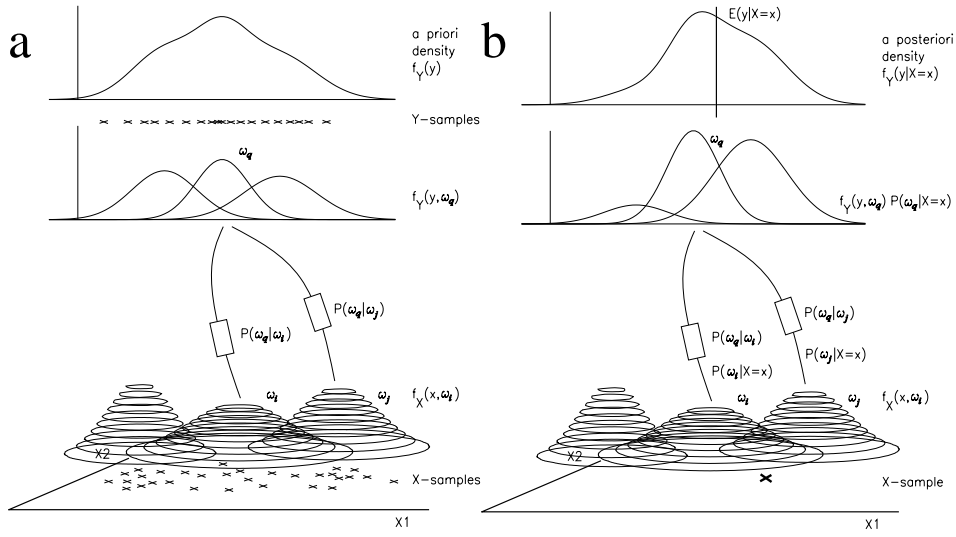 a
a priori
density
f_Y(y)
Y-samples
ω_q
f_Y(y,ω_q)
P(ω_q|ω_j)
P(ω_q|ω_i)
ω_i
ω_j
f_X(x,ω_i)
X2
X-samples
X1
b
E(y|X=x)
a posteriori
density
f_Y(y|X=x)
ω_q
f_Y(y,ω_q) P(ω_q|X=x)
P(ω_q|ω_j)
P(ω_q|ω_i)
P(ω_j|X=x)
P(ω_i|X=x)
ω_i
ω_j
f_X(x,ω_i)
X2
X-sample
X1